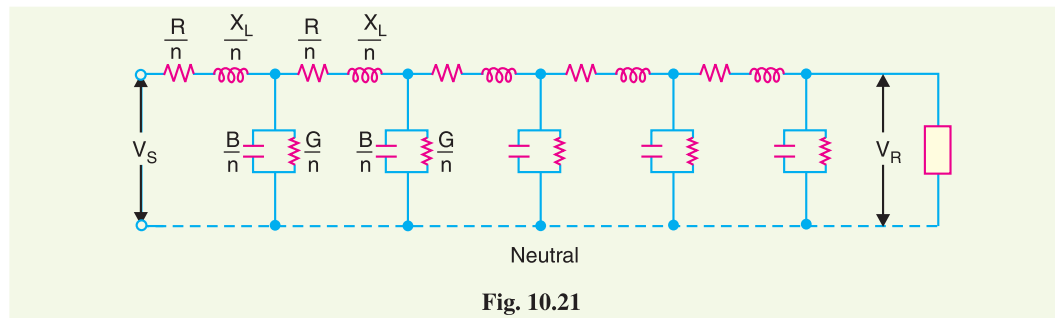 R/n X_L/n R/n X_L/n
V_S B/n G/n B/n G/n V_R
Neutral
Fig. 10.21